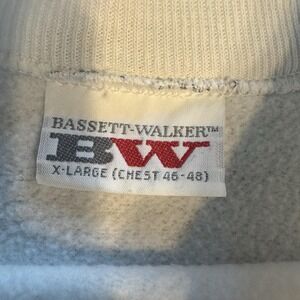 BASSETT-WALKER™
BW
X-LARGE (CHEST 46-48)